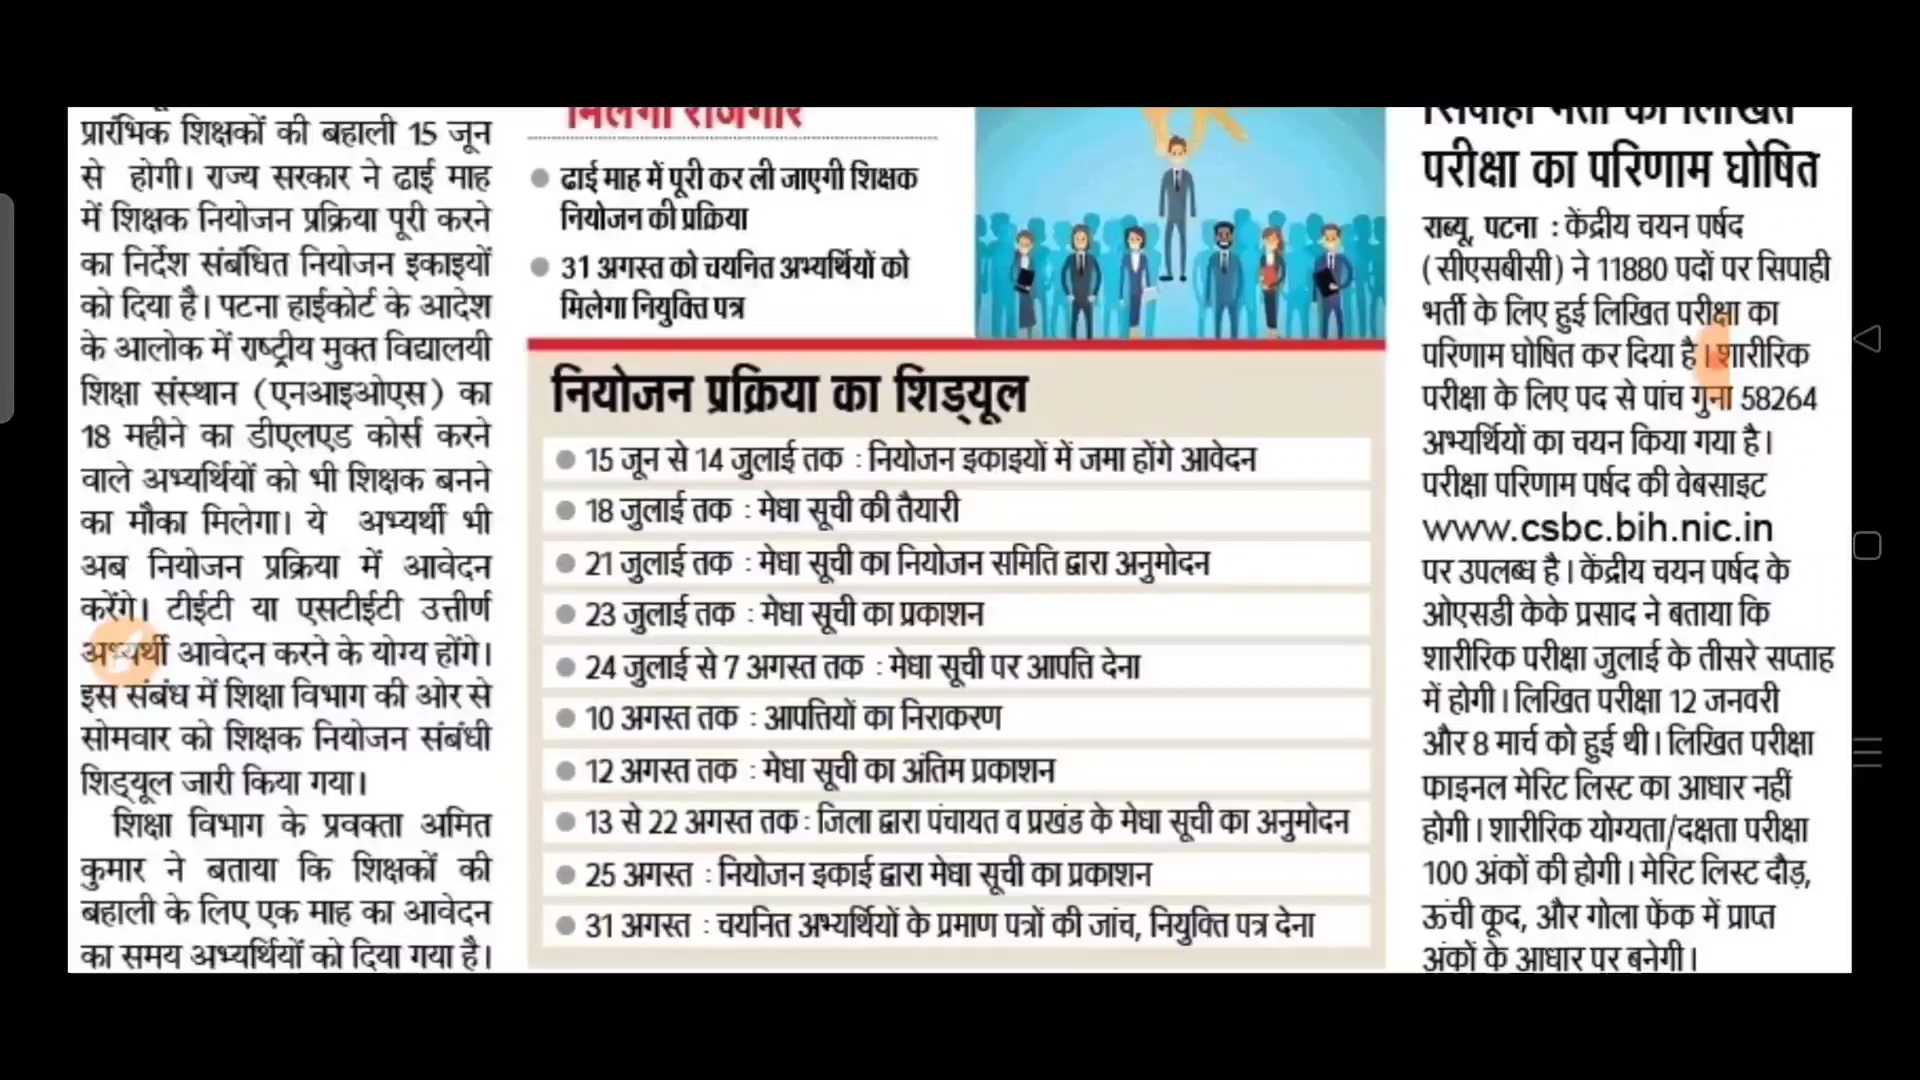 प्रारंभिक शिक्षकों की बहाली 15 जून
से होगी। राज्य सरकार ने ढाई माह
में शिक्षक नियोजन प्रक्रिया पूरी करने
का निर्देश संबंधित नियोजन इकाइयों
को दिया है। पटना हाईकोर्ट के आदेश
के आलोक में राष्ट्रीय मुक्त विद्यालयी
शिक्षा संस्थान (एनआइओएस) का
18 महीने का डीएलएड कोर्स करने
वाले अभ्यर्थियों को भी शिक्षक बनने
का मौका मिलेगा। ये अभ्यर्थी भी
अब नियोजन प्रक्रिया में आवेदन
करेंगे। टीईटी या एसटीईटी उत्तीर्ण
अभ्यर्थी आवेदन करने के योग्य होंगे।
इस संबंध में शिक्षा विभाग की ओर से
सोमवार को शिक्षक नियोजन संबंधी
शिड्यूल जारी किया गया।
शिक्षा विभाग के प्रवक्ता अमित
कुमार ने बताया कि शिक्षकों की
बहाली के लिए एक माह का आवेदन
का समय अभ्यर्थियों को दिया गया है।
मिलेगा रोजगार
ढाई माह में पूरी कर ली जाएगी शिक्षक
नियोजन की प्रक्रिया
31 अगस्त को चयनित अभ्यर्थियों को
मिलेगा नियुक्ति पत्र
नियोजन प्रक्रिया का शिड्यूल
15 जून से 14 जुलाई तक : नियोजन इकाइयों में जमा होंगे आवेदन
18 जुलाई तक : मेधा सूची की तैयारी
21 जुलाई तक : मेधा सूची का नियोजन समिति द्वारा अनुमोदन
23 जुलाई तक : मेधा सूची का प्रकाशन
24 जुलाई से 7 अगस्त तक : मेधा सूची पर आपति देना
10 अगस्त तक : आपत्तियों का निराकरण
12 अगस्त तक : मेधा सूची का अंतिम प्रकाशन
13 से 22 अगस्त तक : जिला द्वारा पंचायत व प्रखंड के मेधा सूची का अनुमोदन
25 अगस्त : नियोजन इकाई द्वारा मेधा सूची का प्रकाशन
31 अगस्त : चयनित अभ्यर्थियों के प्रमाण पत्रों की जांच, नियुक्ति पत्र देना
सिपाही भर्ती की लिखित
परीक्षा का परिणाम घोषित
राब्यू, पटना : केंद्रीय चयन पर्षद
(सीएसबीसी) ने 11880 पदों पर सिपाही
भर्ती के लिए हुई लिखित परीक्षा का
परिणाम घोषित कर दिया है। शारीरिक
परीक्षा के लिए पद से पांच गुना 58264
अभ्यर्थियों का चयन किया गया है।
परीक्षा परिणाम पर्षद की वेबसाइट
www.csbc.bih.nic.in
पर उपलब्ध है। केंद्रीय चयन पर्षद के
ओएसडी केके प्रसाद ने बताया कि
शारीरिक परीक्षा जुलाई के तीसरे सप्ताह
में होगी। लिखित परीक्षा 12 जनवरी
और 8 मार्च को हुई थी। लिखित परीक्षा
फाइनल मेरिट लिस्ट का आधार नहीं
होगी। शारीरिक योग्यता/दक्षता परीक्षा
100 अंकों की होगी। मेरिट लिस्ट दौड़,
ऊंची कूद, और गोला फेंक में प्राप्त
अंकों के आधार पर बनेगी।